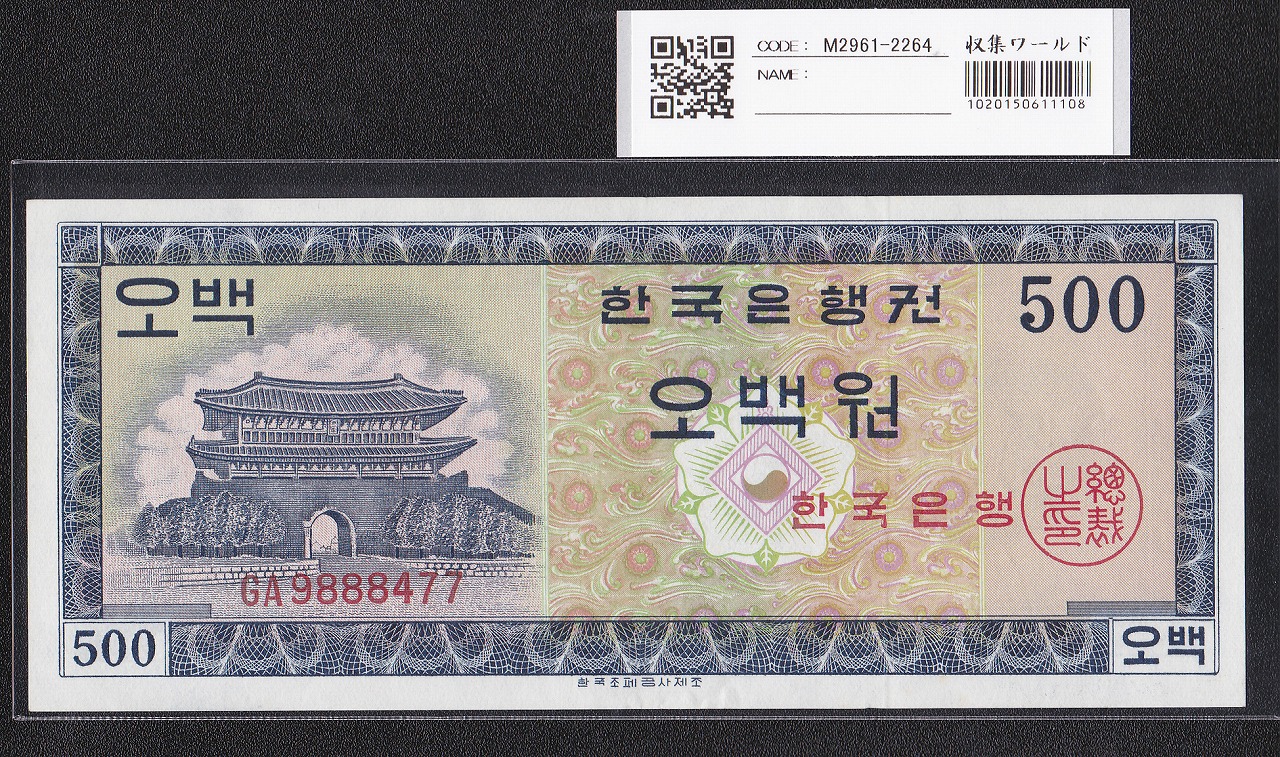 CODE : M2961-2264
収集ワールド
NAME :
1020150611108
오백
한국은행권
500
오백원
한국은행
總裁之印
GA9888477
500
오백
한국조폐공사제조